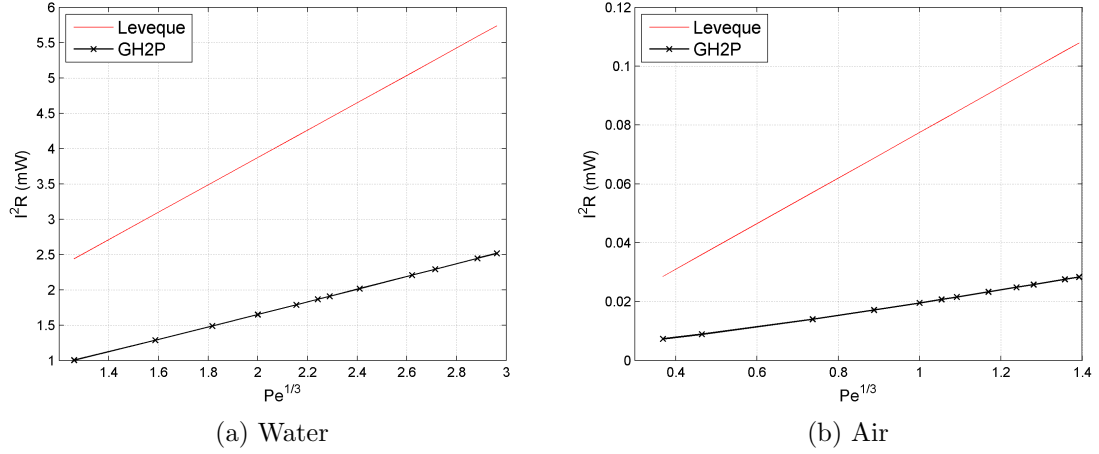 6
5.5
5
4.5
4
3.5
3
2.5
2
1.5
1
I²R (mW)
Leveque
GH2P
1.4 1.6 1.8 2 2.2 2.4 2.6 2.8 3
Pe^{1/3}
(a) Water
0.12
0.1
0.08
0.06
0.04
0.02
0
I²R (mW)
Leveque
GH2P
0.4 0.6 0.8 1 1.2 1.4
Pe^{1/3}
(b) Air